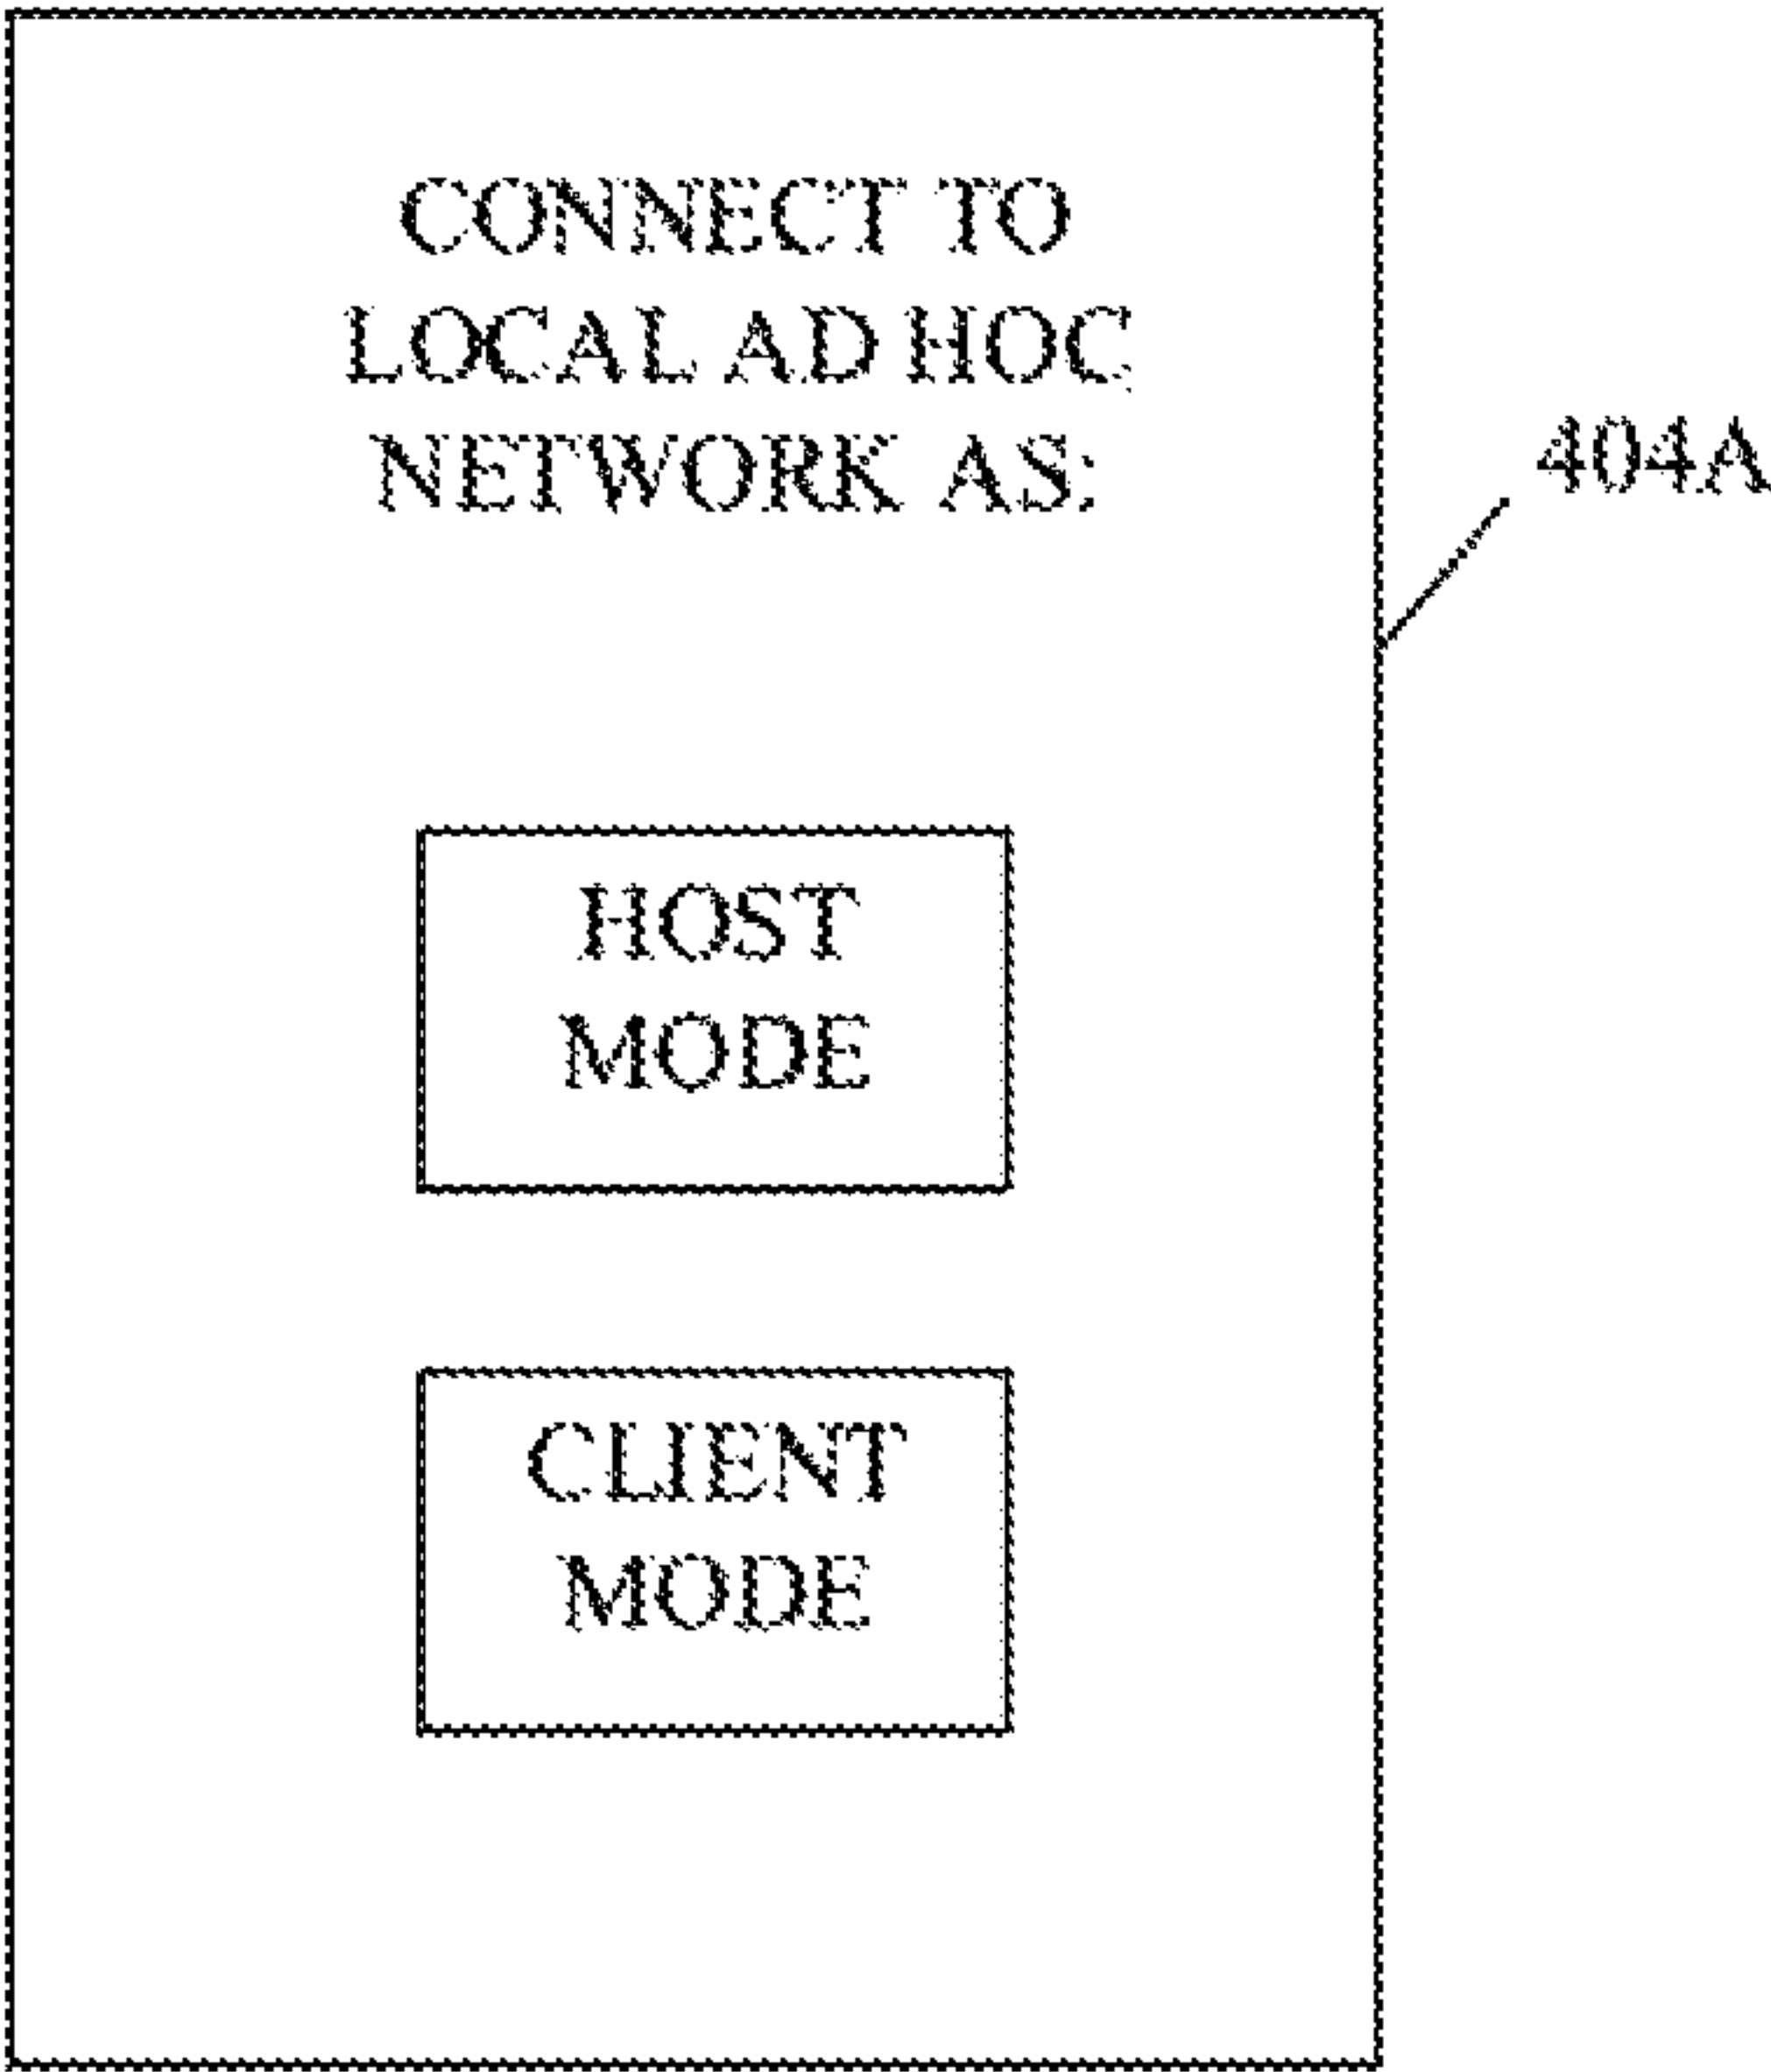 CONNECT TO
LOCAL AD HOC
NETWORK AS:
404A
HOST
MODE
CLIENT
MODE